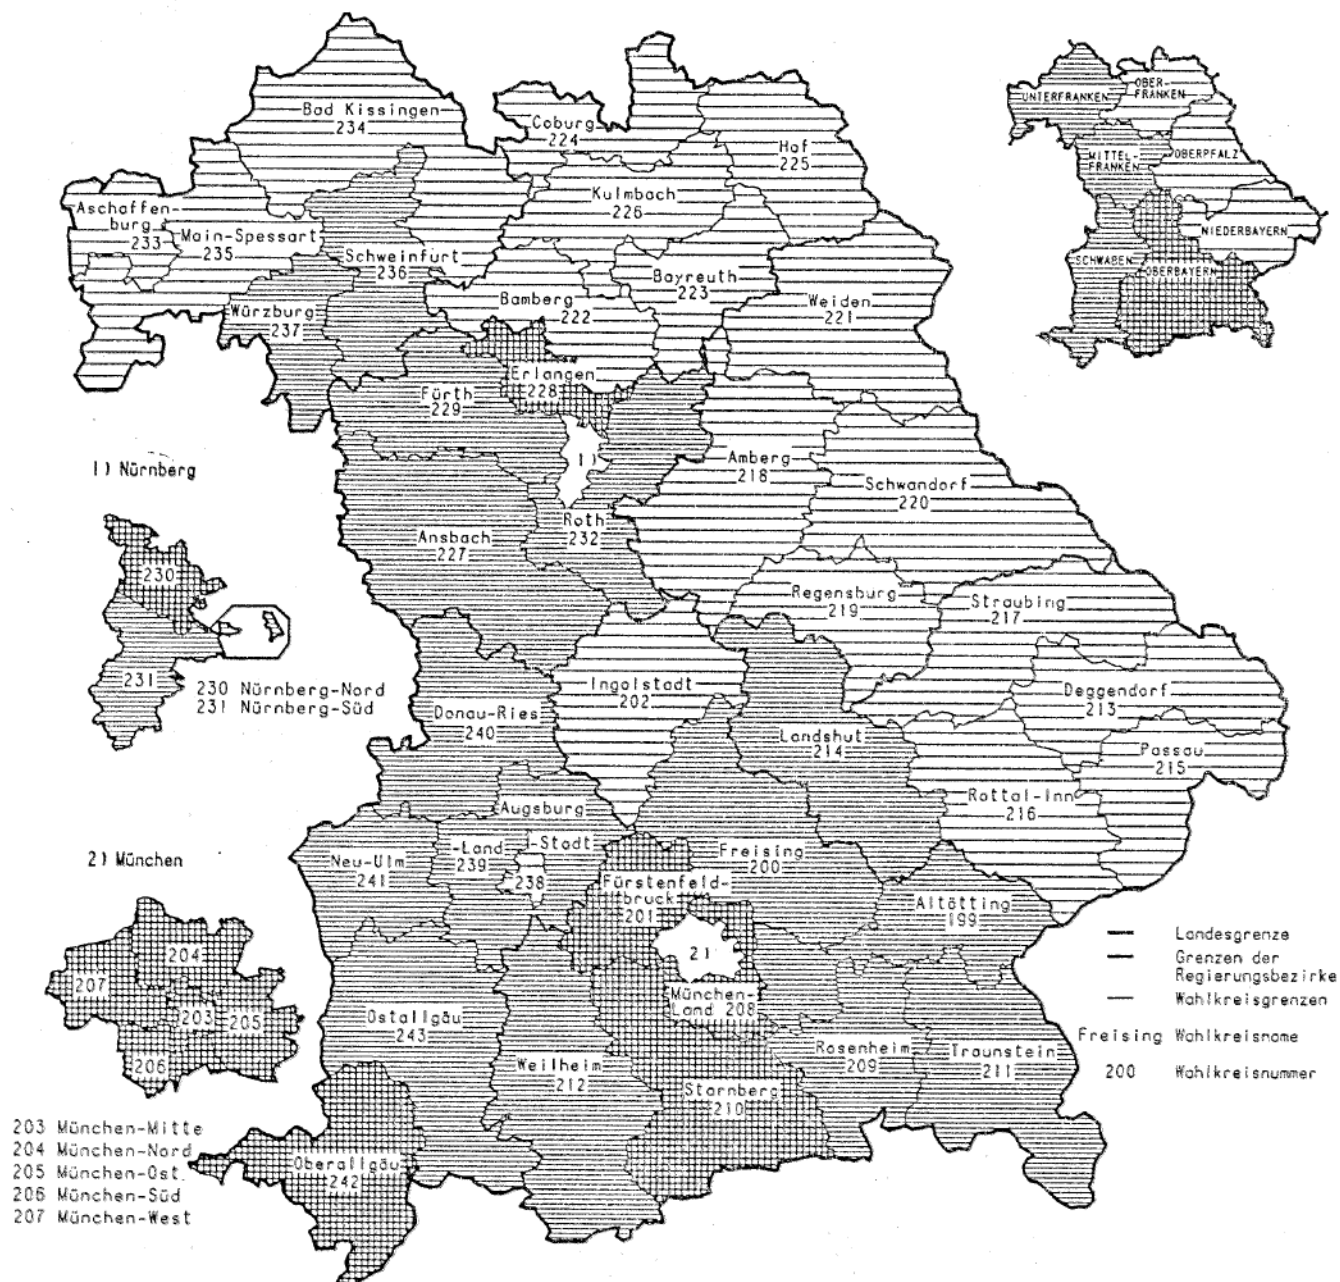 Bad Kissingen
234
Coburg
224
Hof
225
Kulmbach
226
Aschaffen-
burg
233
Main-Spessart
235
Schweinfurt
236
Bayreuth
223
Bamberg
222
Weiden
221
Würzburg
237
Erlangen
228
Fürth
229
1)
Amberg
218
Schwandorf
220
Roth
232
Ansbach
227
Regensburg
219
Straubing
217
Ingolstadt
202
Deggendorf
213
Donau-Ries
240
Landshut
214
Passau
215
Rottal-Inn
216
Augsburg
-Land
239
-Stadt
238
Neu-Ulm
241
Freising
200
Fürstenfeld-
bruck
201
Altötting
199
2)
München-
Land 208
Ostallgäu
243
Weilheim
212
Starnberg
210
Rosenheim
209
Traunstein
211
Oberallgäu
242
UNTERFRANKEN
OBER-
FRANKEN
MITTEL-
FRANKEN
OBERPFALZ
NIEDERBAYERN
SCHWABEN
OBERBAYERN
1) Nürnberg
230
231
230 Nürnberg-Nord
231 Nürnberg-Süd
2) München
204
207
203
205
206
203 München-Mitte
204 München-Nord
205 München-Ost
206 München-Süd
207 München-West
Landesgrenze
Grenzen der
Regierungsbezirke
Wahlkreisgrenzen
Freising Wahlkreisname
200 Wahlkreisnummer